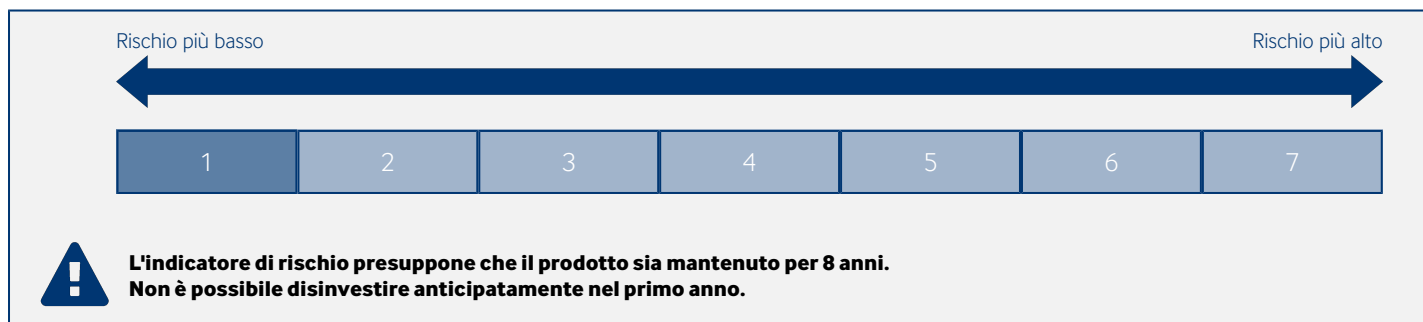 Rischio più basso Rischio più alto
1 2 3 4 5 6 7
L'indicatore di rischio presuppone che il prodotto sia mantenuto per 8 anni.
Non è possibile disinvestire anticipatamente nel primo anno.